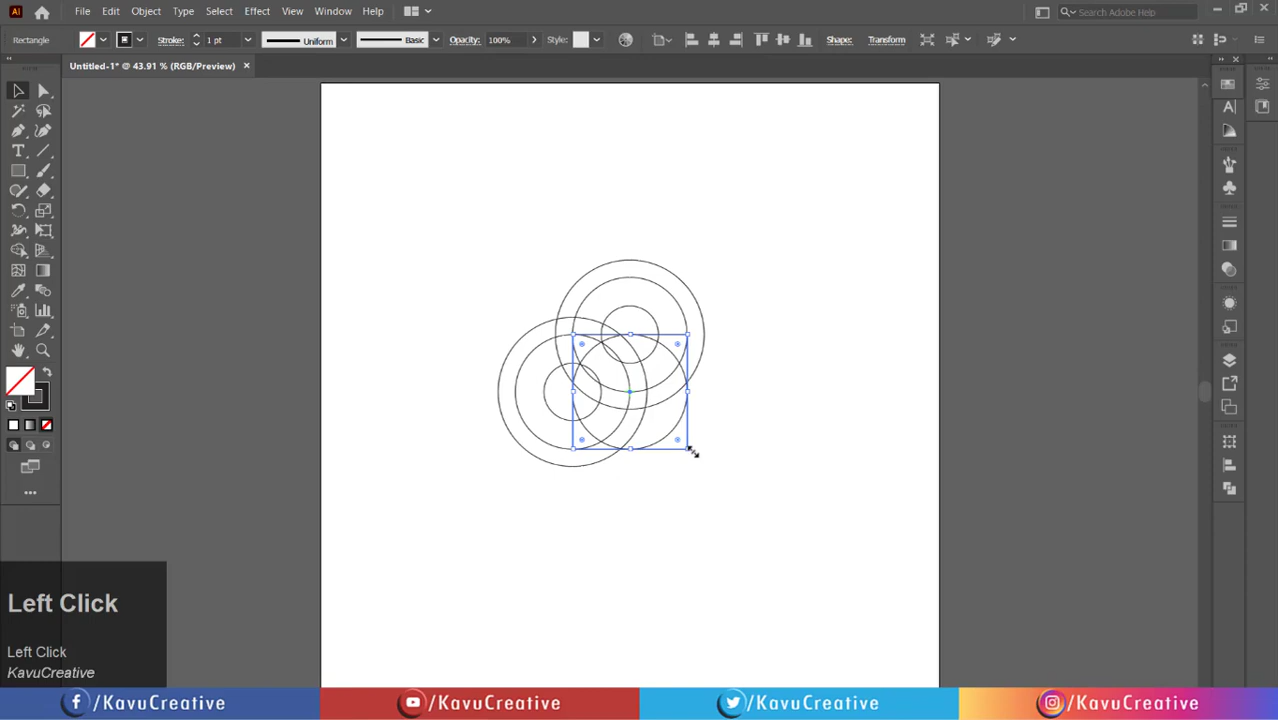 Ai File Edit Object Type Select Effect View Window Help Search Adobe Help
Rectangle Stroke: 1 pt Uniform Basic Opacity: 100% Style: Shape: Transform
Untitled-1* @ 43.91 % (RGB/Preview) ×
Left Click
Left Click
KavuCreative
/KavuCreative /KavuCreative /KavuCreative /KavuCreative